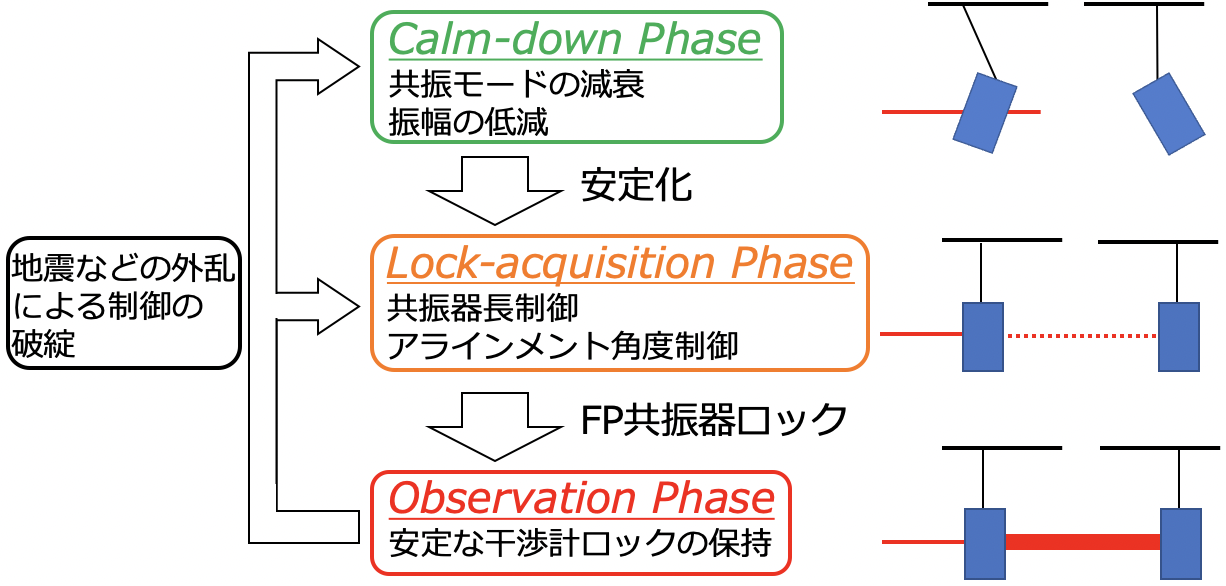 Calm-down Phase
共振モードの減衰
振幅の低減
安定化
地震などの外乱
による制御の
破綻
Lock-acquisition Phase
共振器長制御
アラインメント角度制御
FP共振器ロック
Observation Phase
安定な干渉計ロックの保持